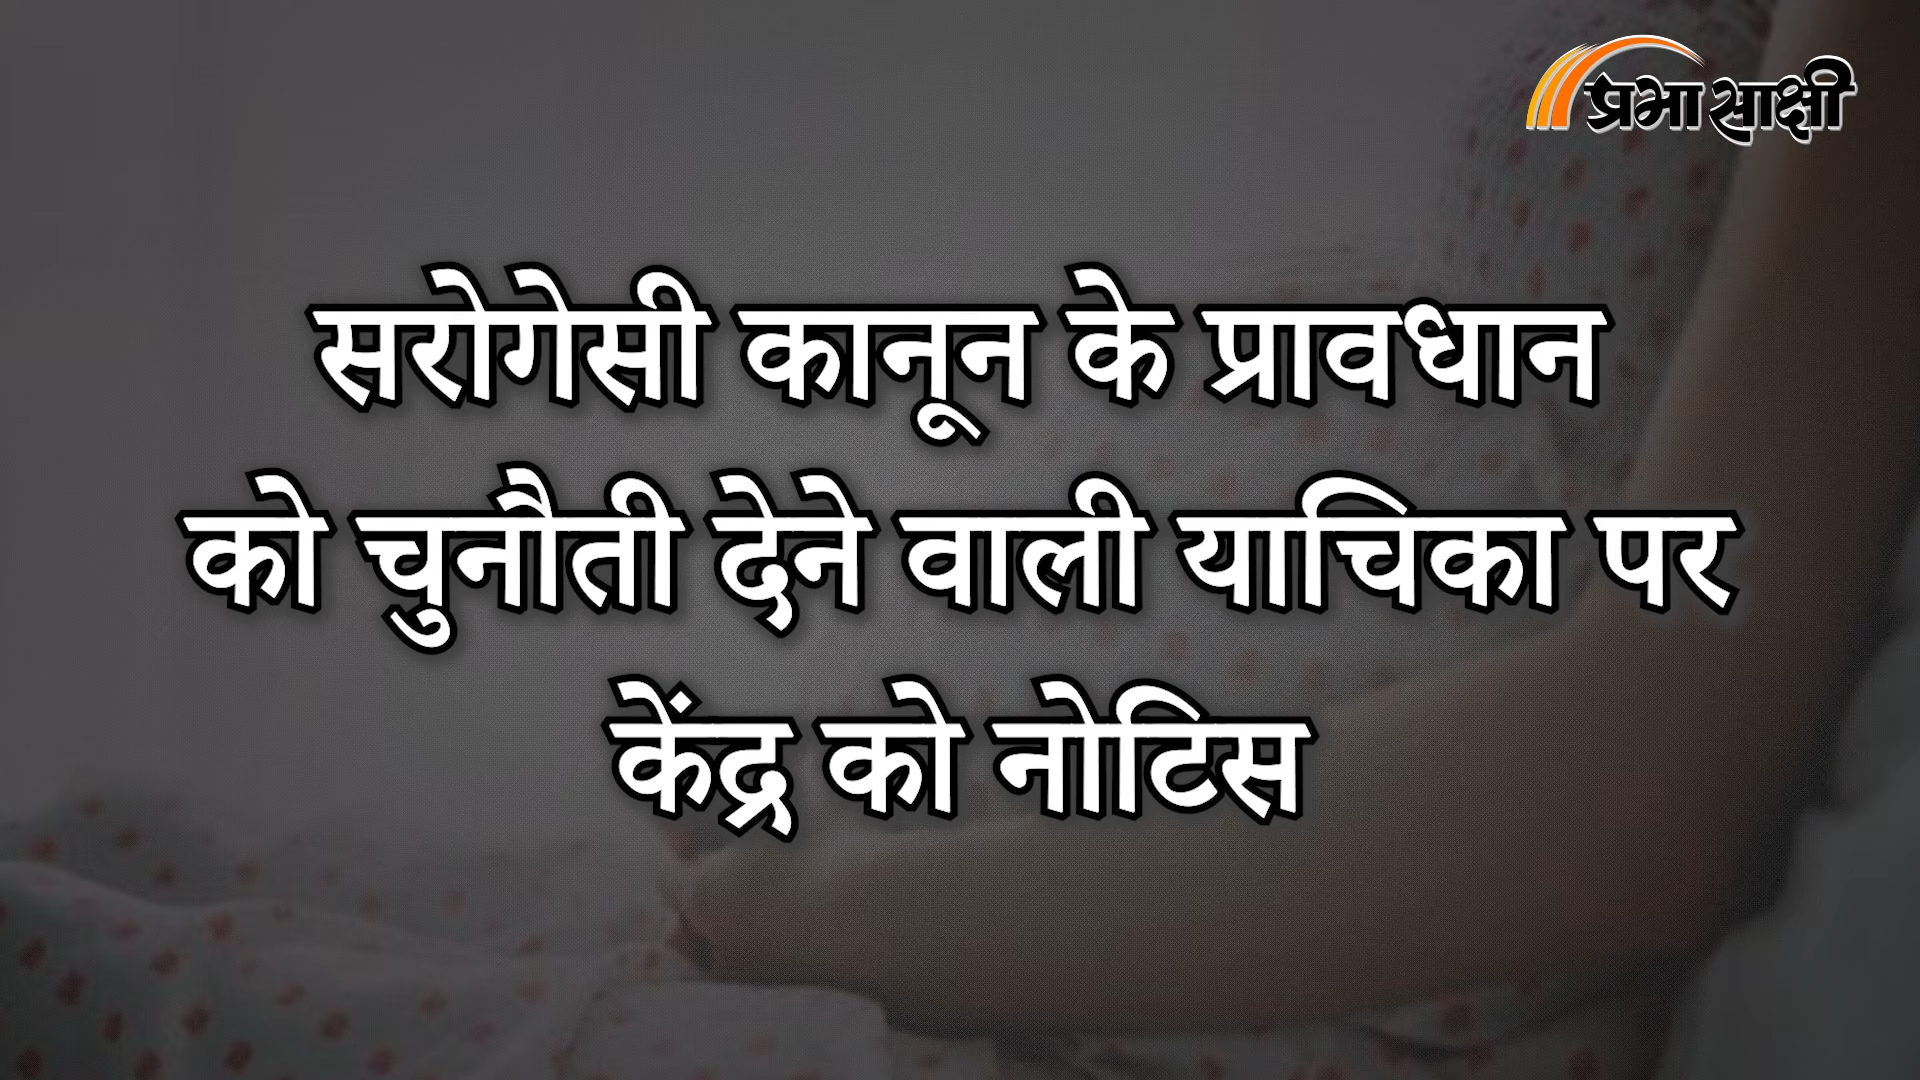 प्रभा साक्षी
सरोगेसी कानून के प्रावधान
को चुनौती देने वाली याचिका पर
केंद्र को नोटिस